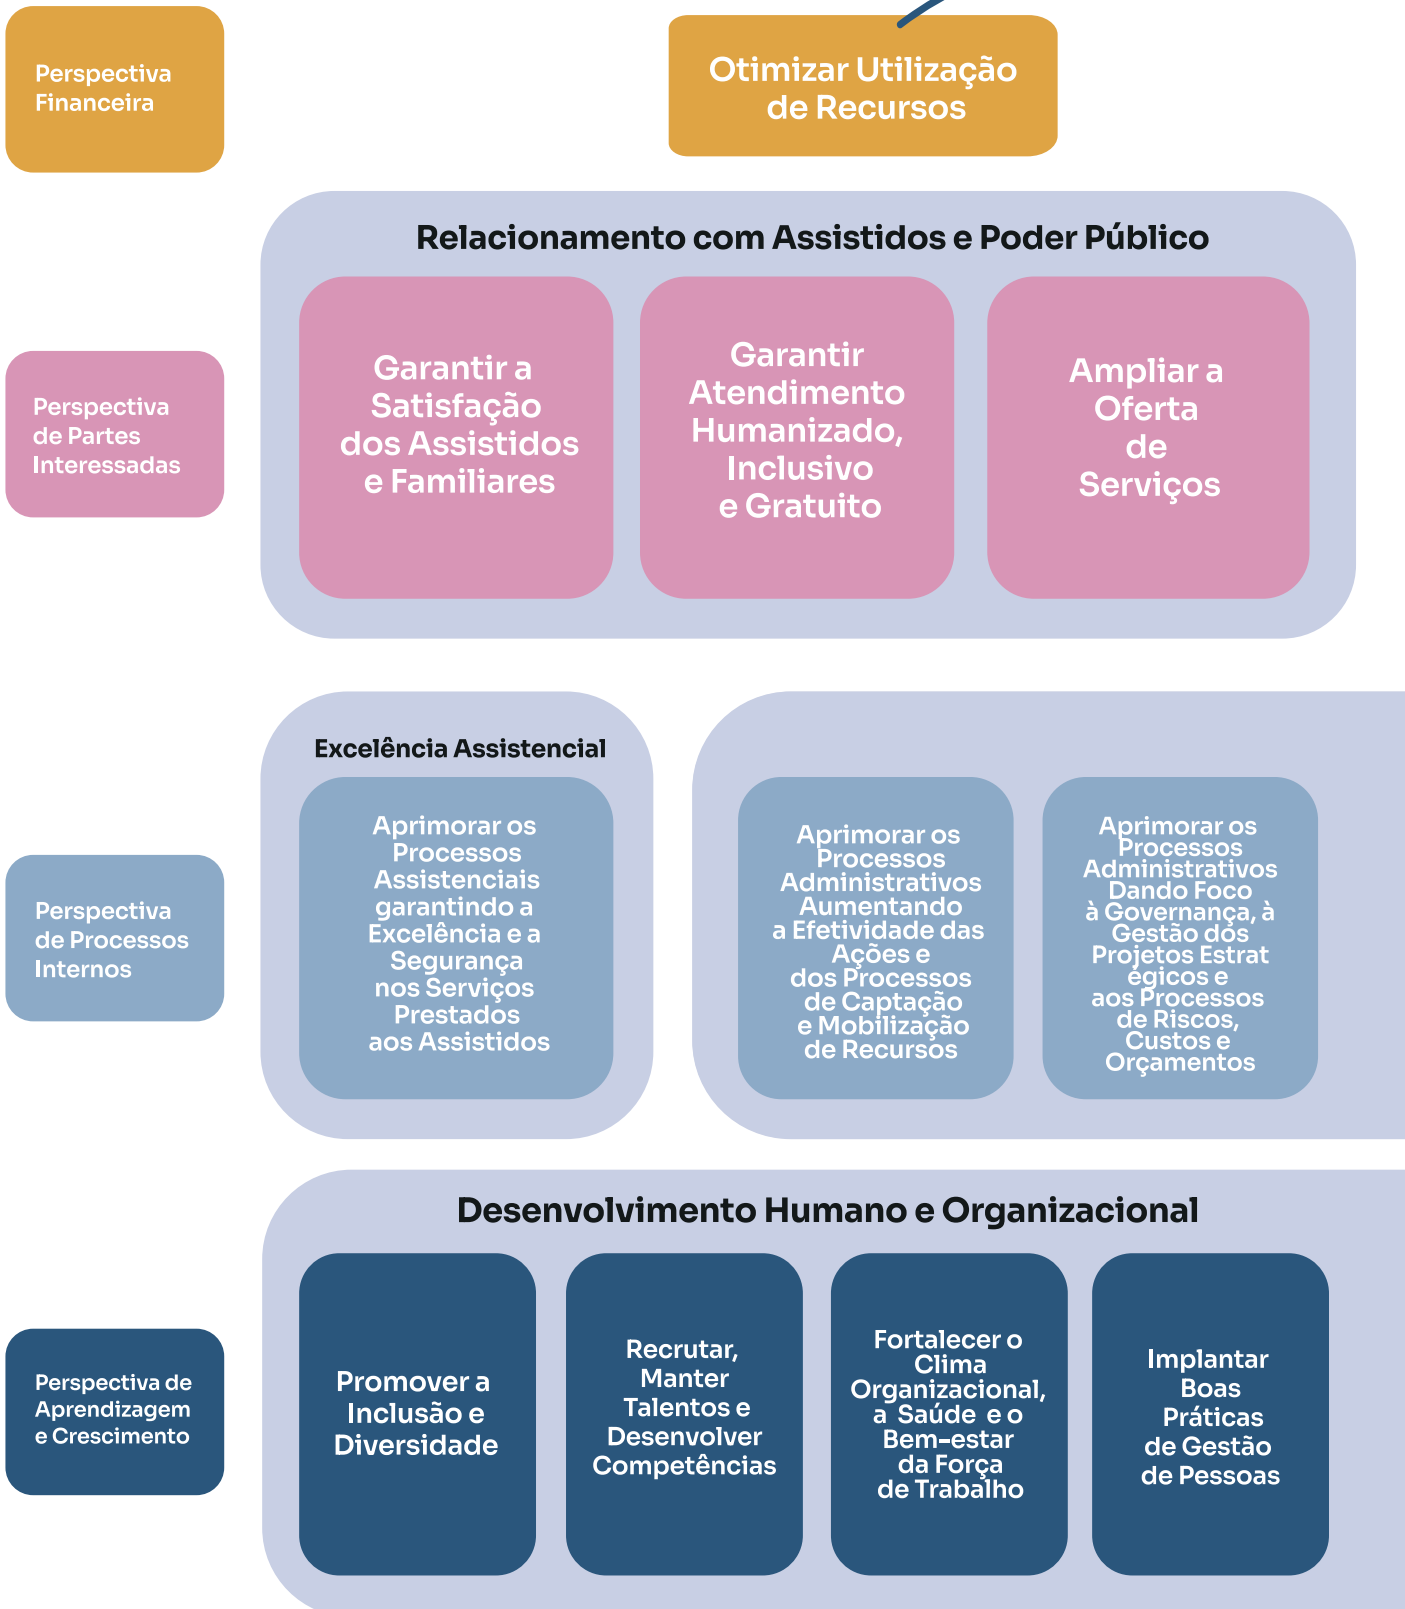 Perspectiva
Financeira
Otimizar Utilização
de Recursos
Relacionamento com Assistidos e Poder Público
Perspectiva
de Partes
Interessadas
Garantir a
Satisfação
dos Assistidos
e Familiares
Garantir
Atendimento
Humanizado,
Inclusivo
e Gratuito
Ampliar a
Oferta
de
Serviços
Perspectiva
de Processos
Internos
Excelência Assistencial
Aprimorar os
Processos
Assistenciais
garantindo a
Excelência e a
Segurança
nos Serviços
Prestados
aos Assistidos
Aprimorar os
Processos
Administrativos
Aumentando
a Efetividade das
Ações e
dos Processos
de Captação
e Mobilização
de Recursos
Aprimorar os
Processos
Administrativos
Dando Foco
à Governança, à
Gestão dos
Projetos Estrat
égicos e
aos Processos
de Riscos,
Custos e
Orçamentos
Desenvolvimento Humano e Organizacional
Perspectiva de
Aprendizagem
e Crescimento
Promover a
Inclusão e
Diversidade
Recrutar,
Manter
Talentos e
Desenvolver
Competências
Fortalecer o
Clima
Organizacional,
a Saúde e o
Bem-estar
da Força
de Trabalho
Implantar
Boas
Práticas
de Gestão
de Pessoas